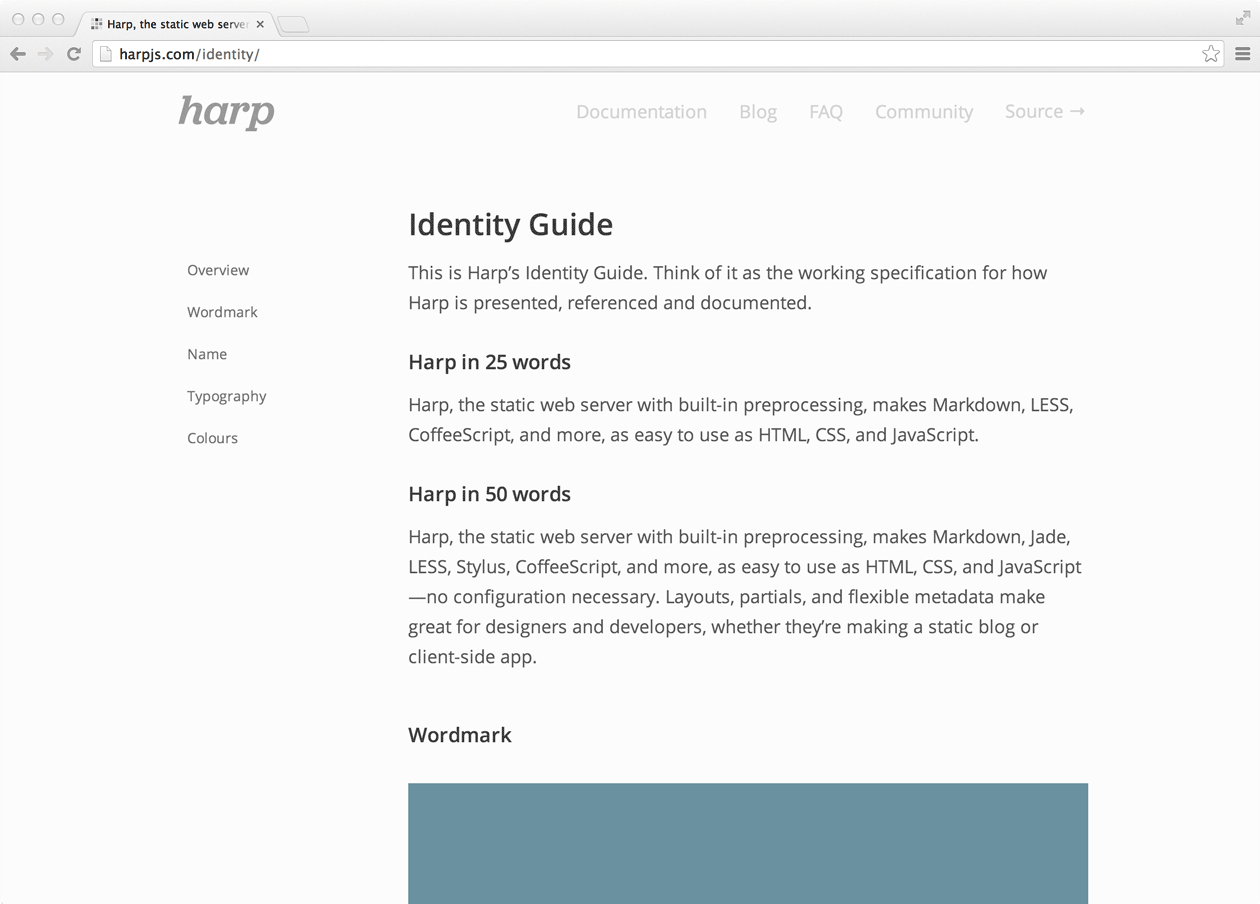 Harp, the static web server
harpjs.com/identity/
harp
Documentation Blog FAQ Community Source →
Identity Guide
Overview
Wordmark
Name
Typography
Colours
This is Harp’s Identity Guide. Think of it as the working specification for how
Harp is presented, referenced and documented.
Harp in 25 words
Harp, the static web server with built-in preprocessing, makes Markdown, LESS,
CoffeeScript, and more, as easy to use as HTML, CSS, and JavaScript.
Harp in 50 words
Harp, the static web server with built-in preprocessing, makes Markdown, Jade,
LESS, Stylus, CoffeeScript, and more, as easy to use as HTML, CSS, and JavaScript
—no configuration necessary. Layouts, partials, and flexible metadata make
great for designers and developers, whether they’re making a static blog or
client-side app.
Wordmark